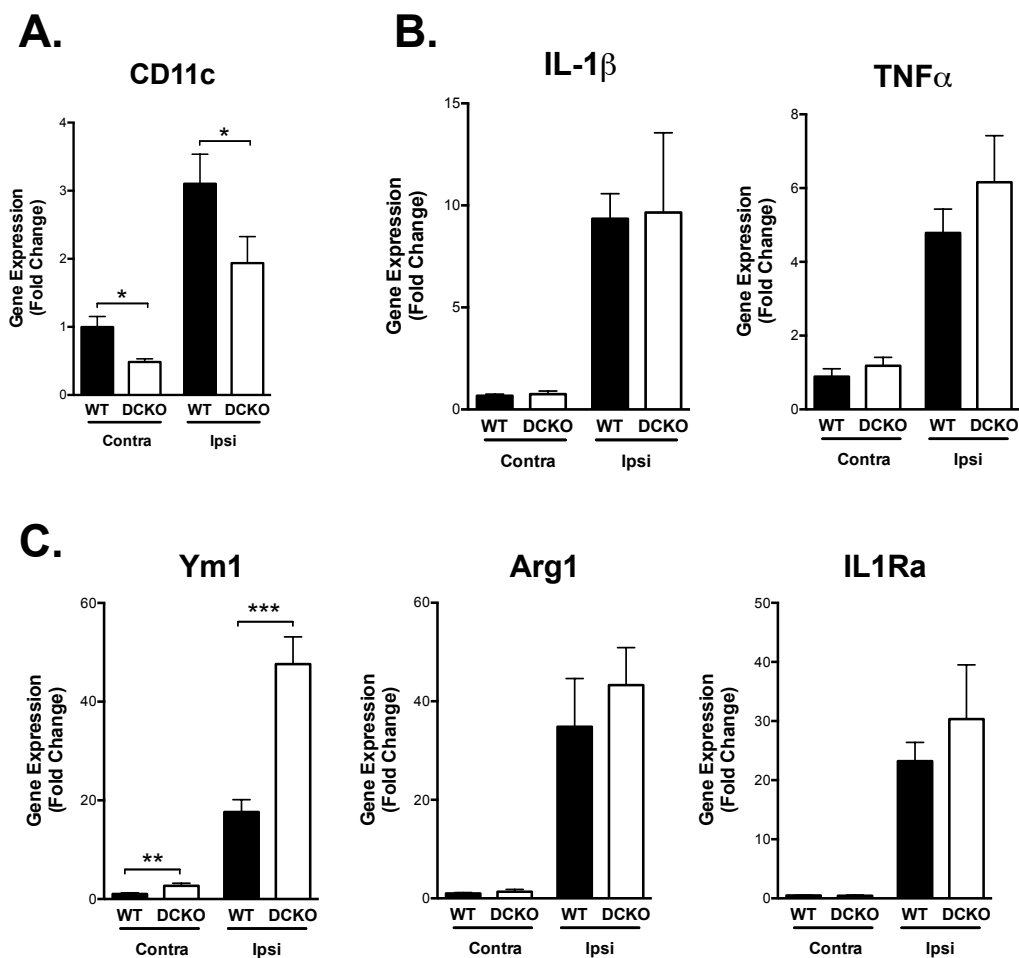 A.
CD11c
Gene Expression
(Fold Change)
4
3
2
1
0
*
*
WT DCKO WT DCKO
Contra Ipsi
B.
IL-1β
Gene Expression
(Fold Change)
15
10
5
0
WT DCKO WT DCKO
Contra Ipsi
TNFα
Gene Expression
(Fold Change)
8
6
4
2
0
WT DCKO WT DCKO
Contra Ipsi
C.
Ym1
Gene Expression
(Fold Change)
60
40
20
0
**
***
WT DCKO WT DCKO
Contra Ipsi
Arg1
Gene Expression
(Fold Change)
60
40
20
0
WT DCKO WT DCKO
Contra Ipsi
IL1Ra
Gene Expression
(Fold Change)
50
40
30
20
10
0
WT DCKO WT DCKO
Contra Ipsi